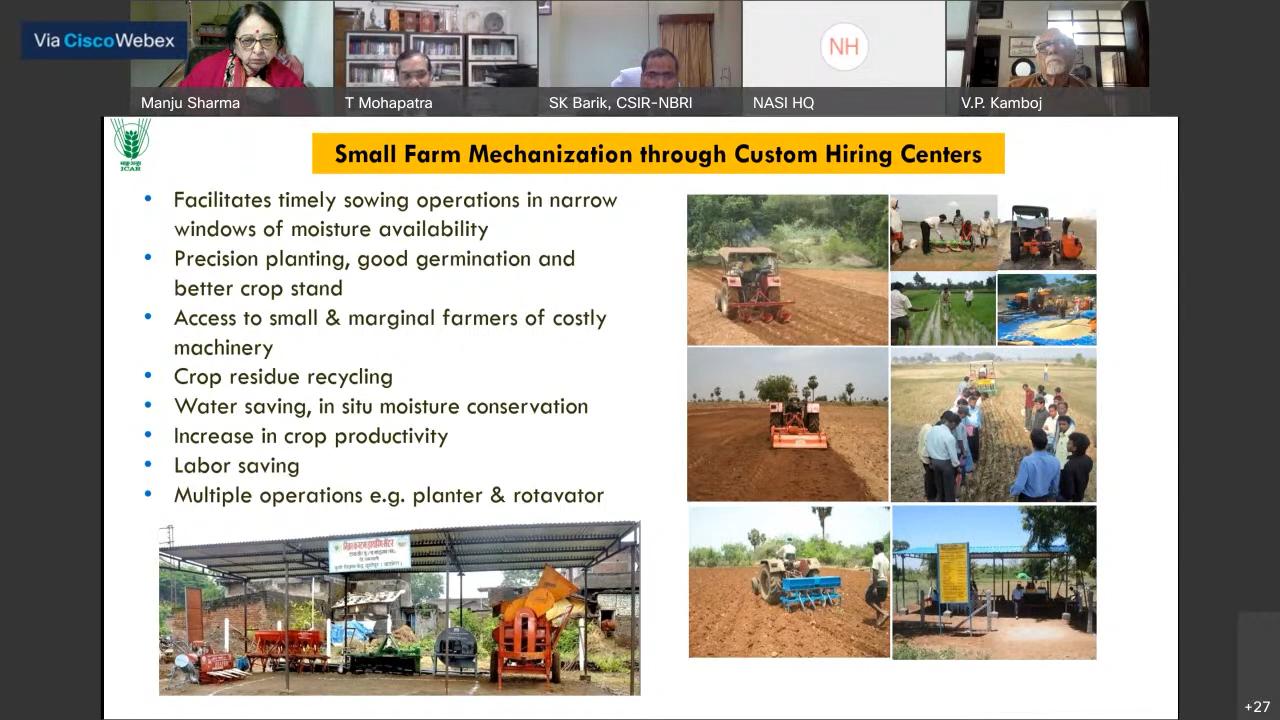 Via Cisco Webex
Manju Sharma
T Mohapatra
SK Barik, CSIR-NBRI
NH
NASI HQ
V.P. Kamboj
ICAR
Small Farm Mechanization through Custom Hiring Centers
• Facilitates timely sowing operations in narrow
windows of moisture availability
• Precision planting, good germination and
better crop stand
• Access to small & marginal farmers of costly
machinery
• Crop residue recycling
• Water saving, in situ moisture conservation
• Increase in crop productivity
• Labor saving
• Multiple operations e.g. planter & rotavator
+27